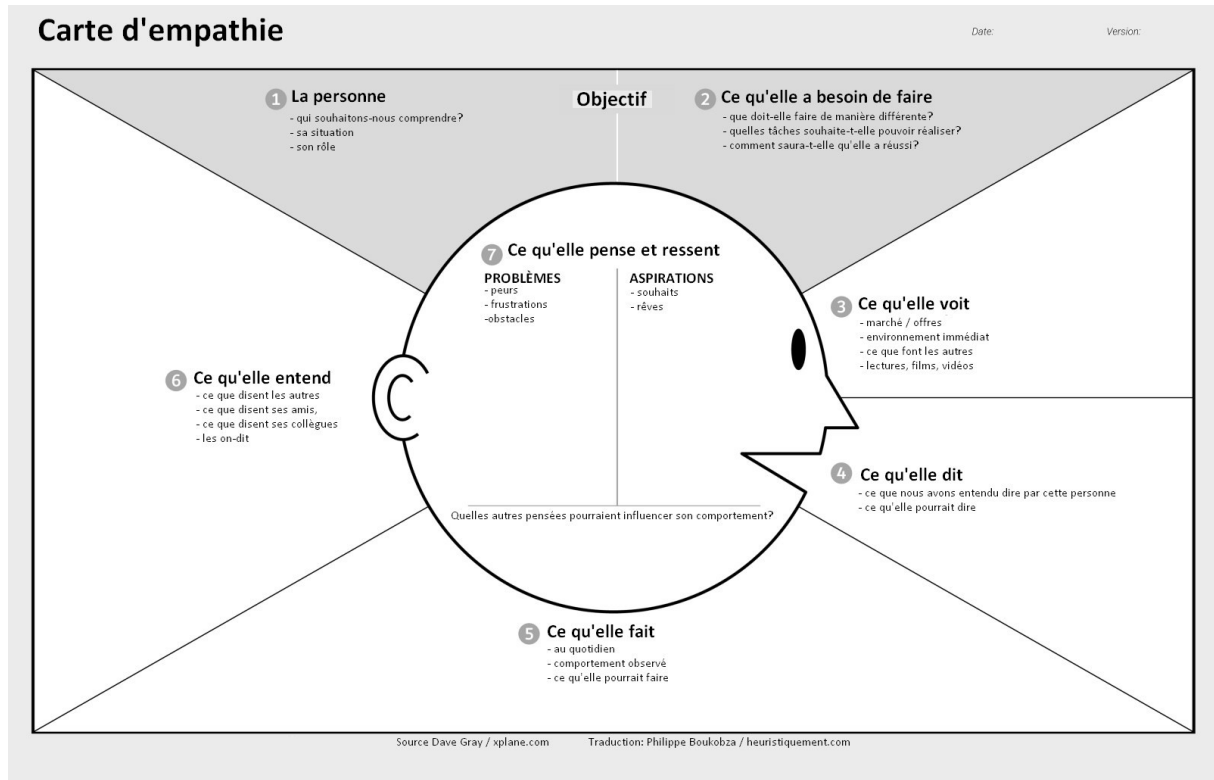 Carte d'empathie
Date:
Version:
1 La personne
- qui souhaitons-nous comprendre?
- sa situation
- son rôle
Objectif
2 Ce qu'elle a besoin de faire
- que doit-elle faire de manière différente?
- quelles tâches souhaite-t-elle pouvoir réaliser?
- comment saura-t-elle qu'elle a réussi?
3 Ce qu'elle voit
- marché / offres
- environnement immédiat
- ce que font les autres
- lectures, films, vidéos
4 Ce qu'elle dit
- ce que nous avons entendu dire par cette personne
- ce qu'elle pourrait dire
5 Ce qu'elle fait
- au quotidien
- comportement observé
- ce qu'elle pourrait faire
6 Ce qu'elle entend
- ce que disent les autres
- ce que disent ses amis,
- ce que disent ses collègues
- les on-dit
7 Ce qu'elle pense et ressent
PROBLÈMES
- peurs
- frustrations
-obstacles
ASPIRATIONS
- souhaits
- rêves
Quelles autres pensées pourraient influencer son comportement?
Source Dave Gray / xplane.com
Traduction: Philippe Boukobza / heuristiquement.com